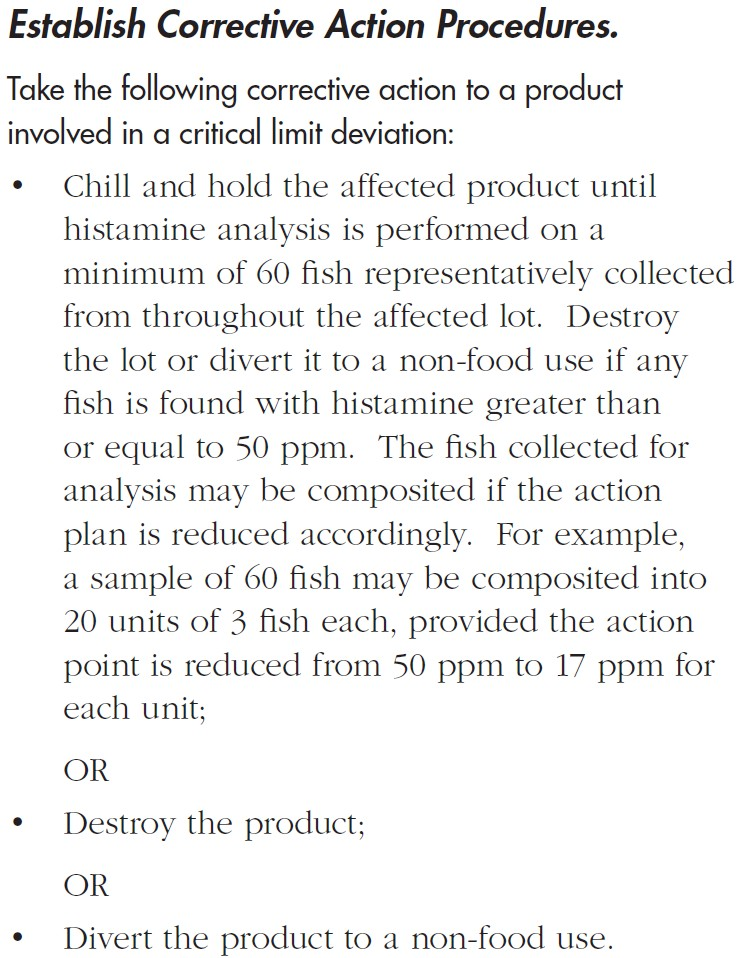 Establish Corrective Action Procedures.
Take the following corrective action to a product
involved in a critical limit deviation:
• Chill and hold the affected product until
histamine analysis is performed on a
minimum of 60 fish representatively collected
from throughout the affected lot.  Destroy
the lot or divert it to a non-food use if any
fish is found with histamine greater than
or equal to 50 ppm.  The fish collected for
analysis may be composited if the action
plan is reduced accordingly.  For example,
a sample of 60 fish may be composited into
20 units of 3 fish each, provided the action
point is reduced from 50 ppm to 17 ppm for
each unit;
OR
• Destroy the product;
OR
• Divert the product to a non-food use.